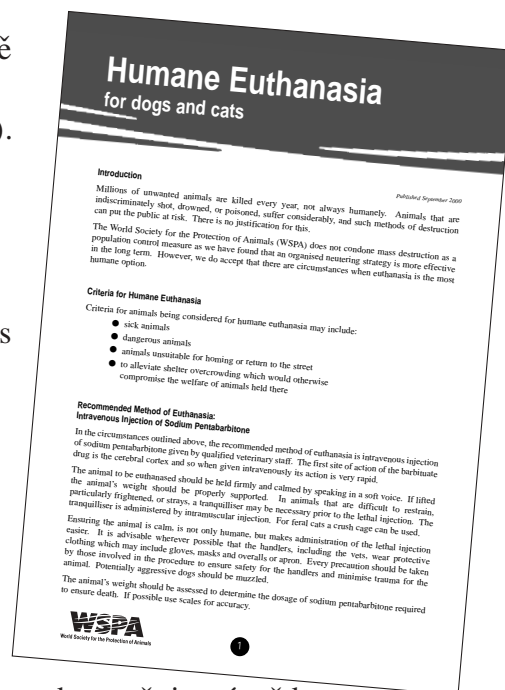 ě
).
s
Humane Euthanasia
for dogs and cats
Introduction
Published September 2000
Millions of unwanted animals are killed every year, not always humanely. Animals that are
indiscriminately shot, drowned, or poisoned, suffer considerably, and such methods of destruction
can put the public at risk. There is no justification for this.
The World Society for the Protection of Animals (WSPA) does not condone mass destruction as a
population control measure as we have found that an organised neutering strategy is more effective
in the long term. However, we do accept that there are circumstances when euthanasia is the most
humane option.
Criteria for Humane Euthanasia
Criteria for animals being considered for humane euthanasia may include:
● sick animals
● dangerous animals
● animals unsuitable for homing or return to the street
● to alleviate shelter overcrowding which would otherwise
compromise the welfare of animals held there
Recommended Method of Euthanasia:
Intravenous Injection of Sodium Pentabarbitone
In the circumstances outlined above, the recommended method of euthanasia is intravenous injection
of sodium pentabarbitone given by qualified veterinary staff. The first site of action of the barbituate
drug is the cerebral cortex and so when given intravenously its action is very rapid.
The animal to be euthanased should be held firmly and calmed by speaking in a soft voice. If lifted
the animal's weight should be properly supported. In animals that are difficult to restrain,
particularly frightened, or strays, a tranquilliser may be necessary prior to the lethal injection. The
tranquilliser is administered by intramuscular injection. For feral cats a crush cage can be used.
Ensuring the animal is calm, is not only humane, but makes administration of the lethal injection
easier. It is advisable wherever possible that the handlers, including the vets, wear protective
clothing which may include gloves, masks and overalls or apron. Every precaution should be taken
by those involved in the procedure to ensure safety for the handlers and minimise trauma for the
animal. Potentially aggressive dogs should be muzzled.
The animal's weight should be assessed to determine the dosage of sodium pentabarbitone required
to ensure death. If possible use scales for accuracy.
WSPA
World Society for the Protection of Animals
1